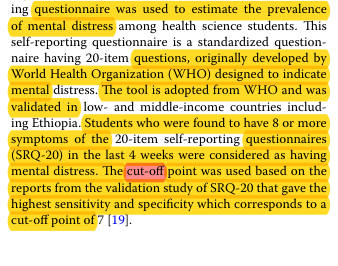 ing questionnaire was used to estimate the prevalence
of mental distress among health science students. This
self-reporting questionnaire is a standardized question-
naire having 20-item questions, originally developed by
World Health Organization (WHO) designed to indicate
mental distress. The tool is adopted from WHO and was
validated in low- and middle-income countries includ-
ing Ethiopia. Students who were found to have 8 or more
symptoms of the 20-item self-reporting questionnaires
(SRQ-20) in the last 4 weeks were considered as having
mental distress. The cut-off point was used based on the
reports from the validation study of SRQ-20 that gave the
highest sensitivity and specificity which corresponds to a
cut-off point of 7 [19].